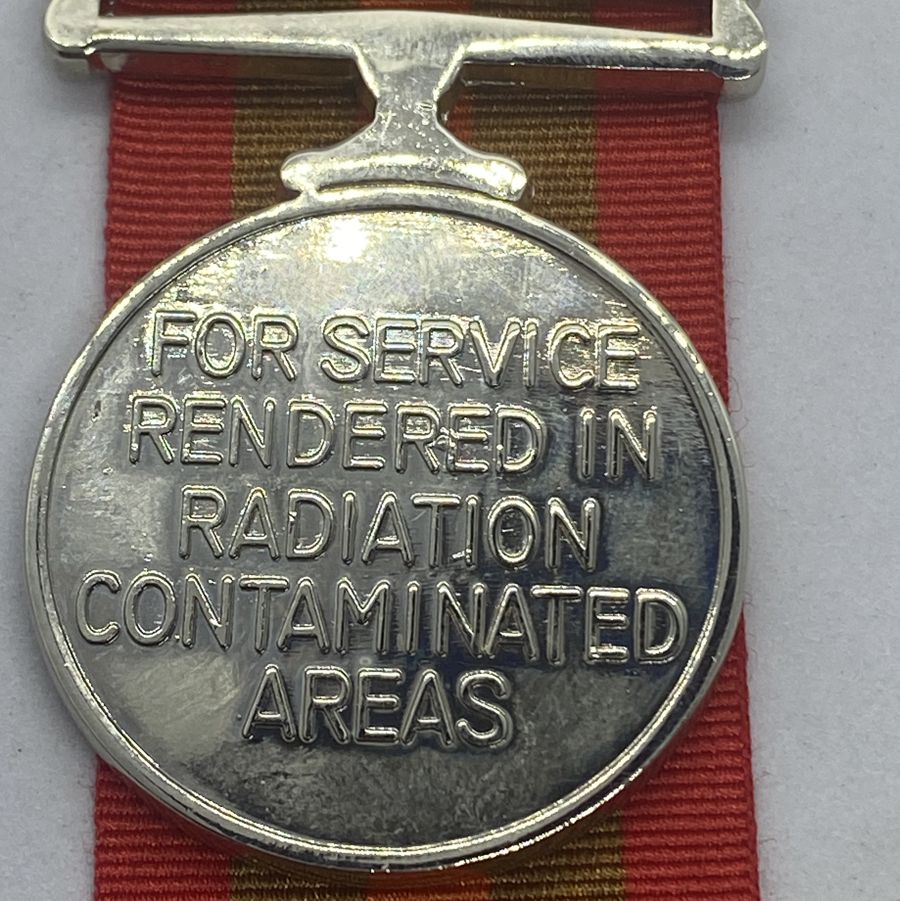 FOR SERVICE
RENDERED IN
RADIATION
CONTAMINATED
AREAS